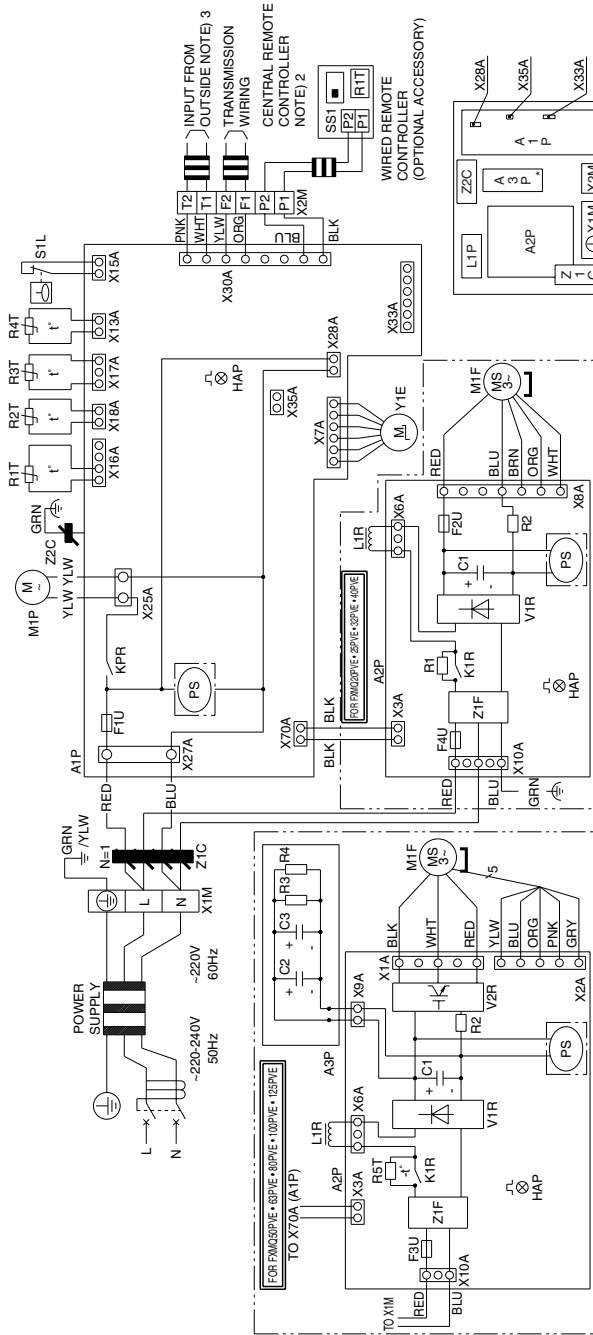 POWER
SUPPLY
L
N
~220-240V
50Hz
~220V
60Hz
GRN
/YLW
L
N
X1M
N=1
Z1C
RED
BLU
A1P
X27A
F1U
KPR
PS
M1P
M
~
YLW YLW
X25A
Z2C
GRN
R1T
t°
X16A
R2T
t°
X18A
R3T
t°
X17A
R4T
t°
X13A
S1L
X15A
HAP
X35A
X28A
X33A
X7A
M
Y1E
X70A
BLK
BLK
X30A
PNK
WHT
YLW
ORG
BLU
BLK
T2
T1
F2
F1
P2
P1
X2M
INPUT FROM
OUTSIDE NOTE) 3
TRANSMISSION
WIRING
CENTRAL REMOTE
CONTROLLER
NOTE) 2
SS1
R1T
P2
P1
WIRED REMOTE
CONTROLLER
(OPTIONAL ACCESSORY)
FOR FXMQ50PVE • 63PVE • 80PVE • 100PVE • 125PVE
TO X70A (A1P)
A2P
X3A
L1R
X6A
A3P
X9A
C2
+
-
C3
+
-
R3
R4
TO X1M
RED
BLU
X10A
F3U
Z1F
R5T
-t°
K1R
V1R
C1
+
-
R2
V2R
PS
HAP
X1A
BLK
WHT
RED
M1F
MS
3~
5
YLW
BLU
ORG
PNK
GRY
X2A
FOR FXMQ20PVE • 25PVE • 32PVE • 40PVE
A2P
X3A
L1R
X6A
RED
BLU
GRN
X10A
F4U
Z1F
R1
K1R
V1R
C1
+
-
F2U
R2
PS
HAP
X8A
RED
BLU
BRN
ORG
WHT
M1F
MS
3~
L1P
Z2C
A2P
A
3
P
*
A
1
P
X28A
X35A
X33A
Z
1
C
X1M
X2M